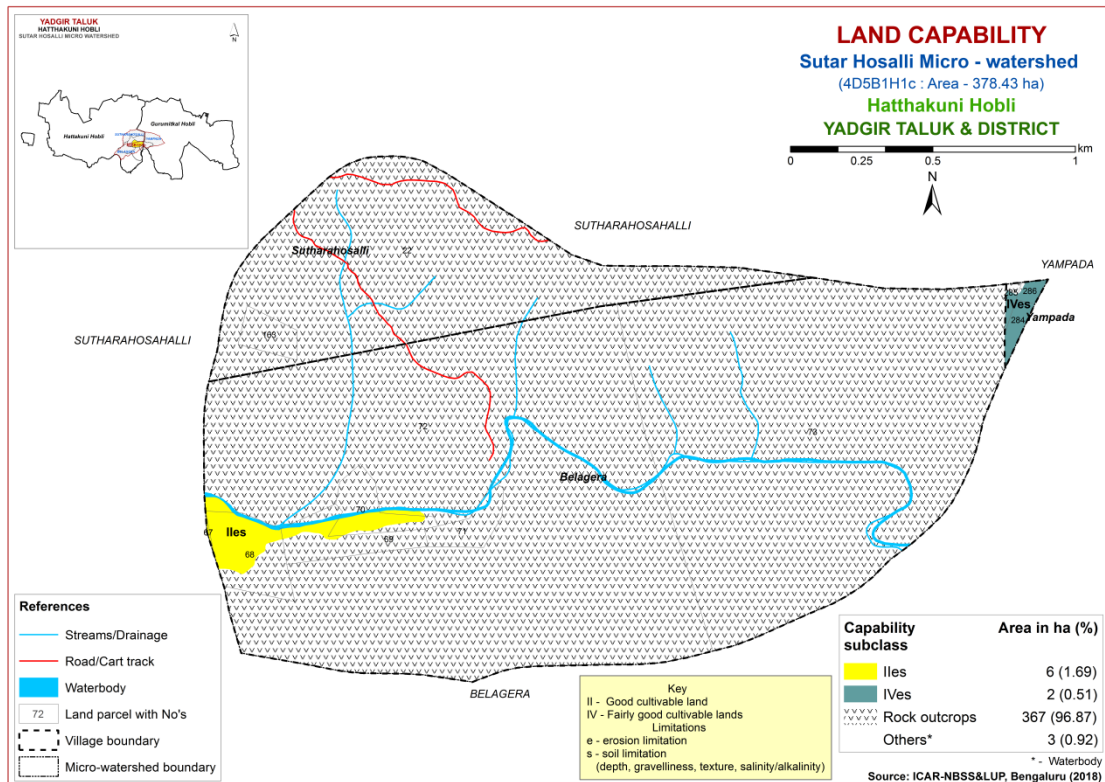 YADGIR TALUK
HATTHAKUNI HOBLI
SUTAR HOSALLI MICRO WATERSHED
N
Gurumitkal Hobli
Hattakuni Hobli
LAND CAPABILITY
Sutar Hosalli Micro - watershed
(4D5B1H1c : Area - 378.43 ha)
Hatthakuni Hobli
YADGIR TALUK & DISTRICT
km
0 0.25 0.5 1
N
SUTHARAHOSAHALLI
Sutharahosalli
22
YAMPADA
285 286
IVes
284 Yampada
163
SUTHARAHOSAHALLI
72
73
Belagera
70
67
IIes
71
69
68
BELAGERA
References
Streams/Drainage
Road/Cart track
Waterbody
72 Land parcel with No's
Village boundary
Micro-watershed boundary
Key
II - Good cultivable land
IV - Fairly good cultivable lands
Limitations
e - erosion limitation
s - soil limitation
(depth, gravelliness, texture, salinity/alkalinity)
Capability subclass Area in ha (%)
IIes 6 (1.69)
IVes 2 (0.51)
Rock outcrops 367 (96.87)
Others* 3 (0.92)
* - Waterbody
Source: ICAR-NBSS&LUP, Bengaluru (2018)